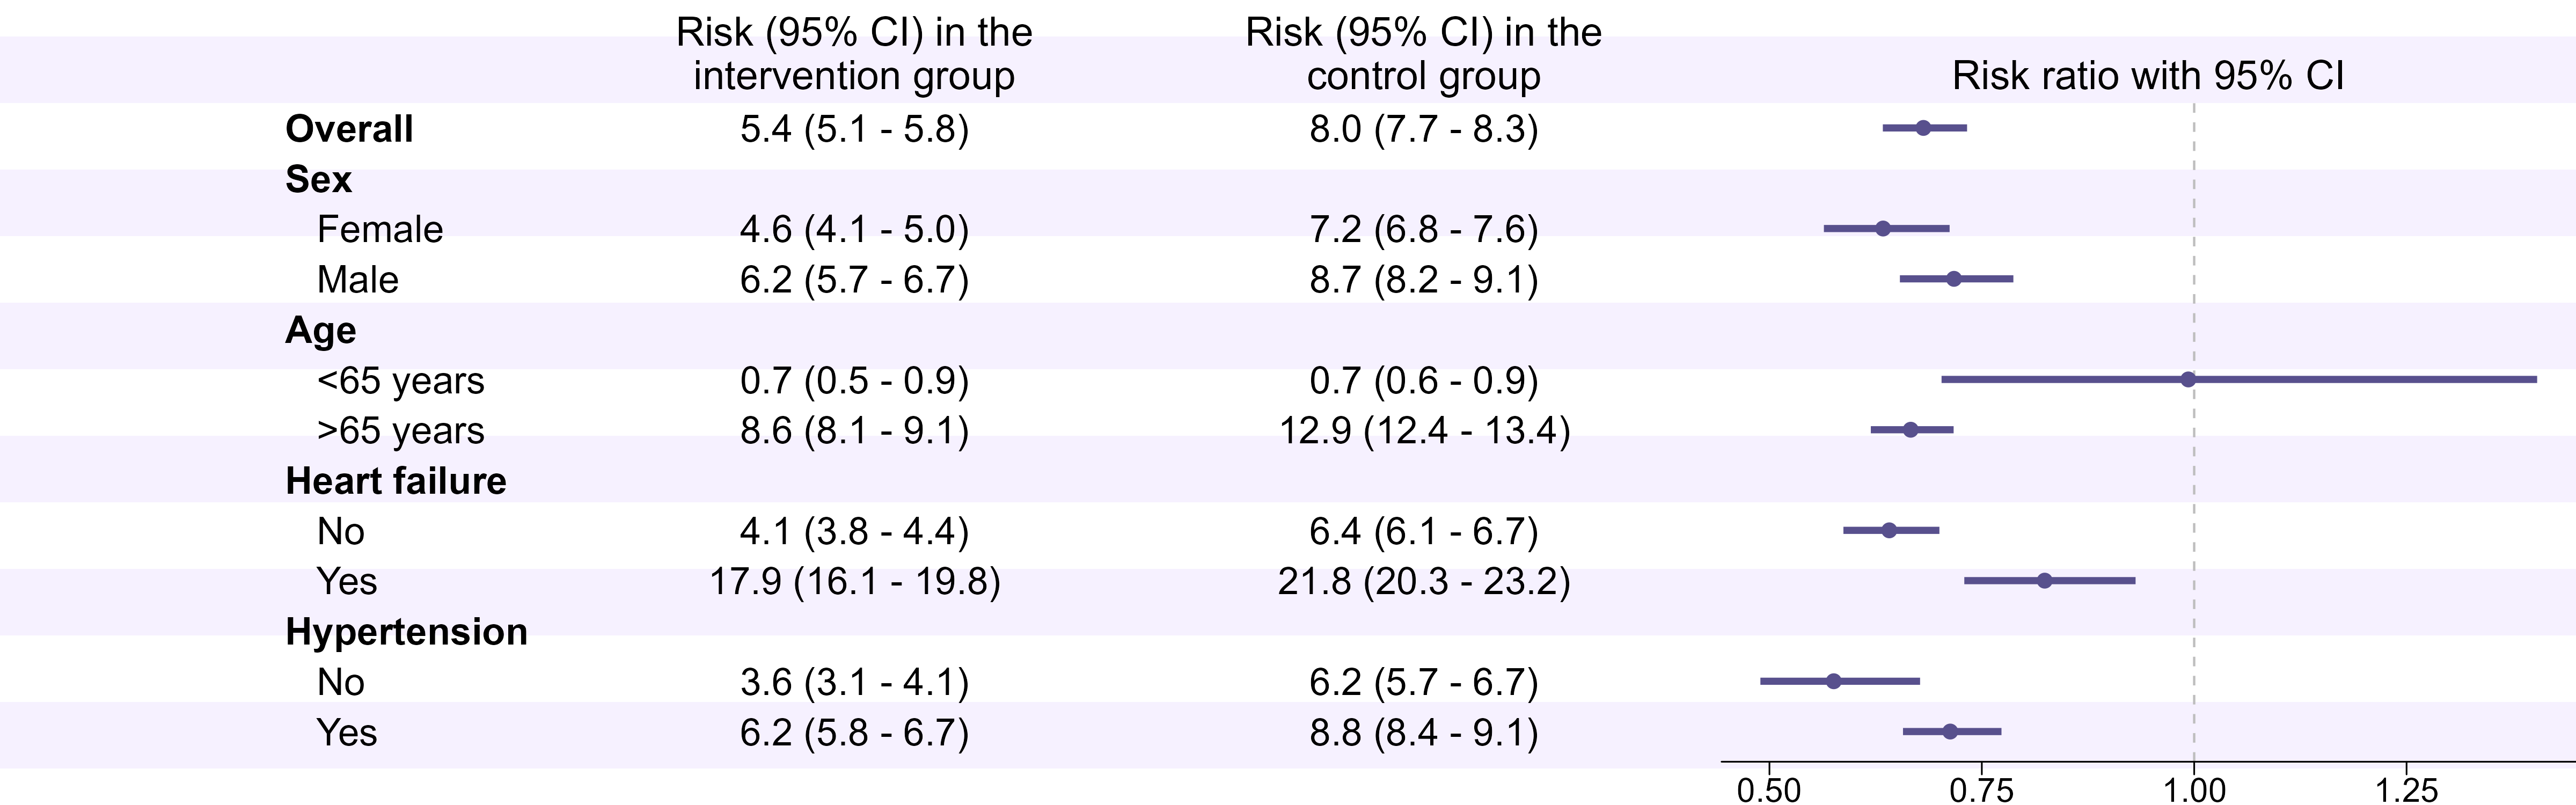 Risk (95% CI) in the
intervention group
Risk (95% CI) in the
control group
Risk ratio with 95% CI
Overall 5.4 (5.1 - 5.8) 8.0 (7.7 - 8.3)
Sex
Female 4.6 (4.1 - 5.0) 7.2 (6.8 - 7.6)
Male 6.2 (5.7 - 6.7) 8.7 (8.2 - 9.1)
Age
<65 years 0.7 (0.5 - 0.9) 0.7 (0.6 - 0.9)
>65 years 8.6 (8.1 - 9.1) 12.9 (12.4 - 13.4)
Heart failure
No 4.1 (3.8 - 4.4) 6.4 (6.1 - 6.7)
Yes 17.9 (16.1 - 19.8) 21.8 (20.3 - 23.2)
Hypertension
No 3.6 (3.1 - 4.1) 6.2 (5.7 - 6.7)
Yes 6.2 (5.8 - 6.7) 8.8 (8.4 - 9.1)
0.50 0.75 1.00 1.25